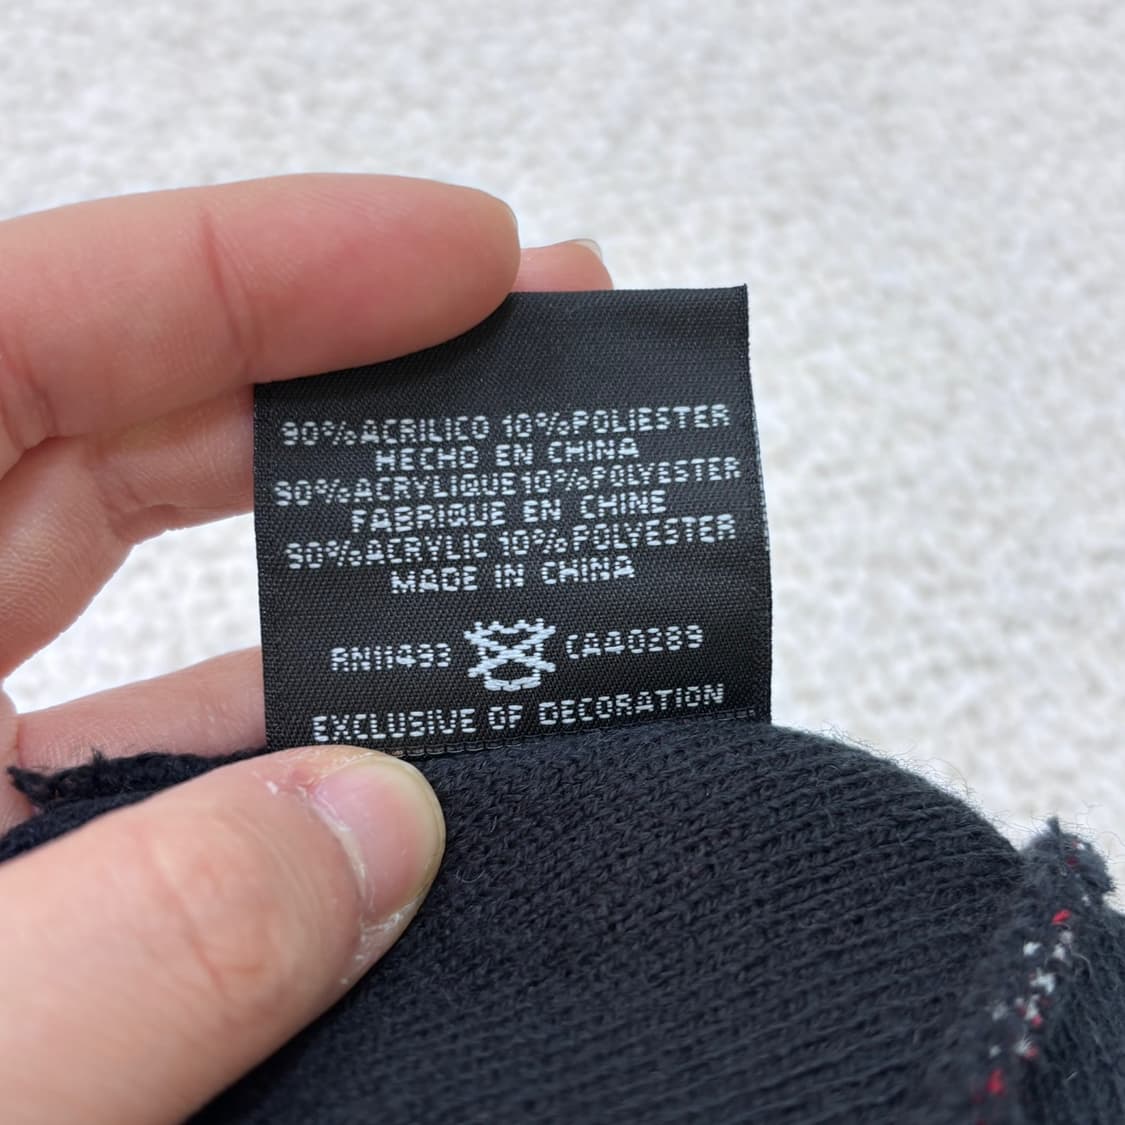 90%ACRILICO 10%POLIESTER
HECHO EN CHINA
90%ACRYLIQUE 10%POLYESTER
FABRIQUE EN CHINE
90%ACRYLIC 10%POLYESTER
MADE IN CHINA
RN11493 CA40289
EXCLUSIVE OF DECORATION